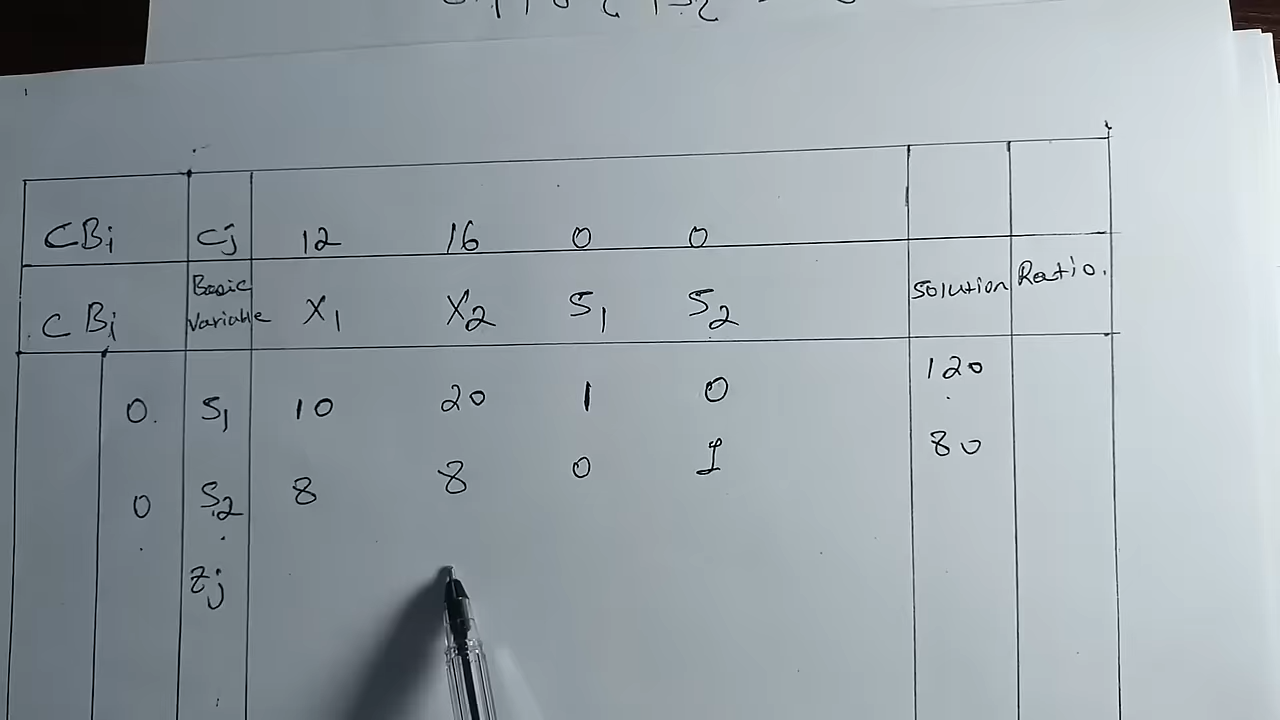 CBi Cj 12 16 0 0
CBi Basic Variable X1 X2 S1 S2 Solution Ratio.
0. S1 10 20 1 0 120
0 S2 8 8 0 1 80
Zj